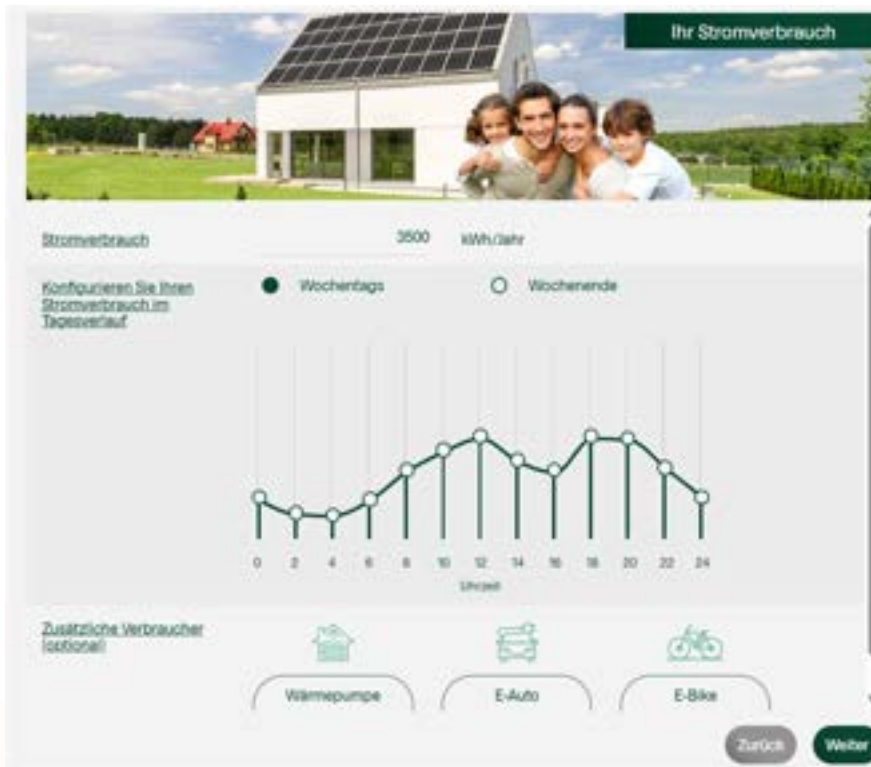 Ihr Stromverbrauch
Stromverbrauch 3500 kWh/Jahr
Konfigurieren Sie Ihren
Stromverbrauch im
Tagesverlauf
Wochentags Wochenende
0 2 4 6 8 10 12 14 16 18 20 22 24
Uhrzeit
Zusätzliche Verbraucher
(optional)
Wärmepumpe E-Auto E-Bike
Zurück Weiter